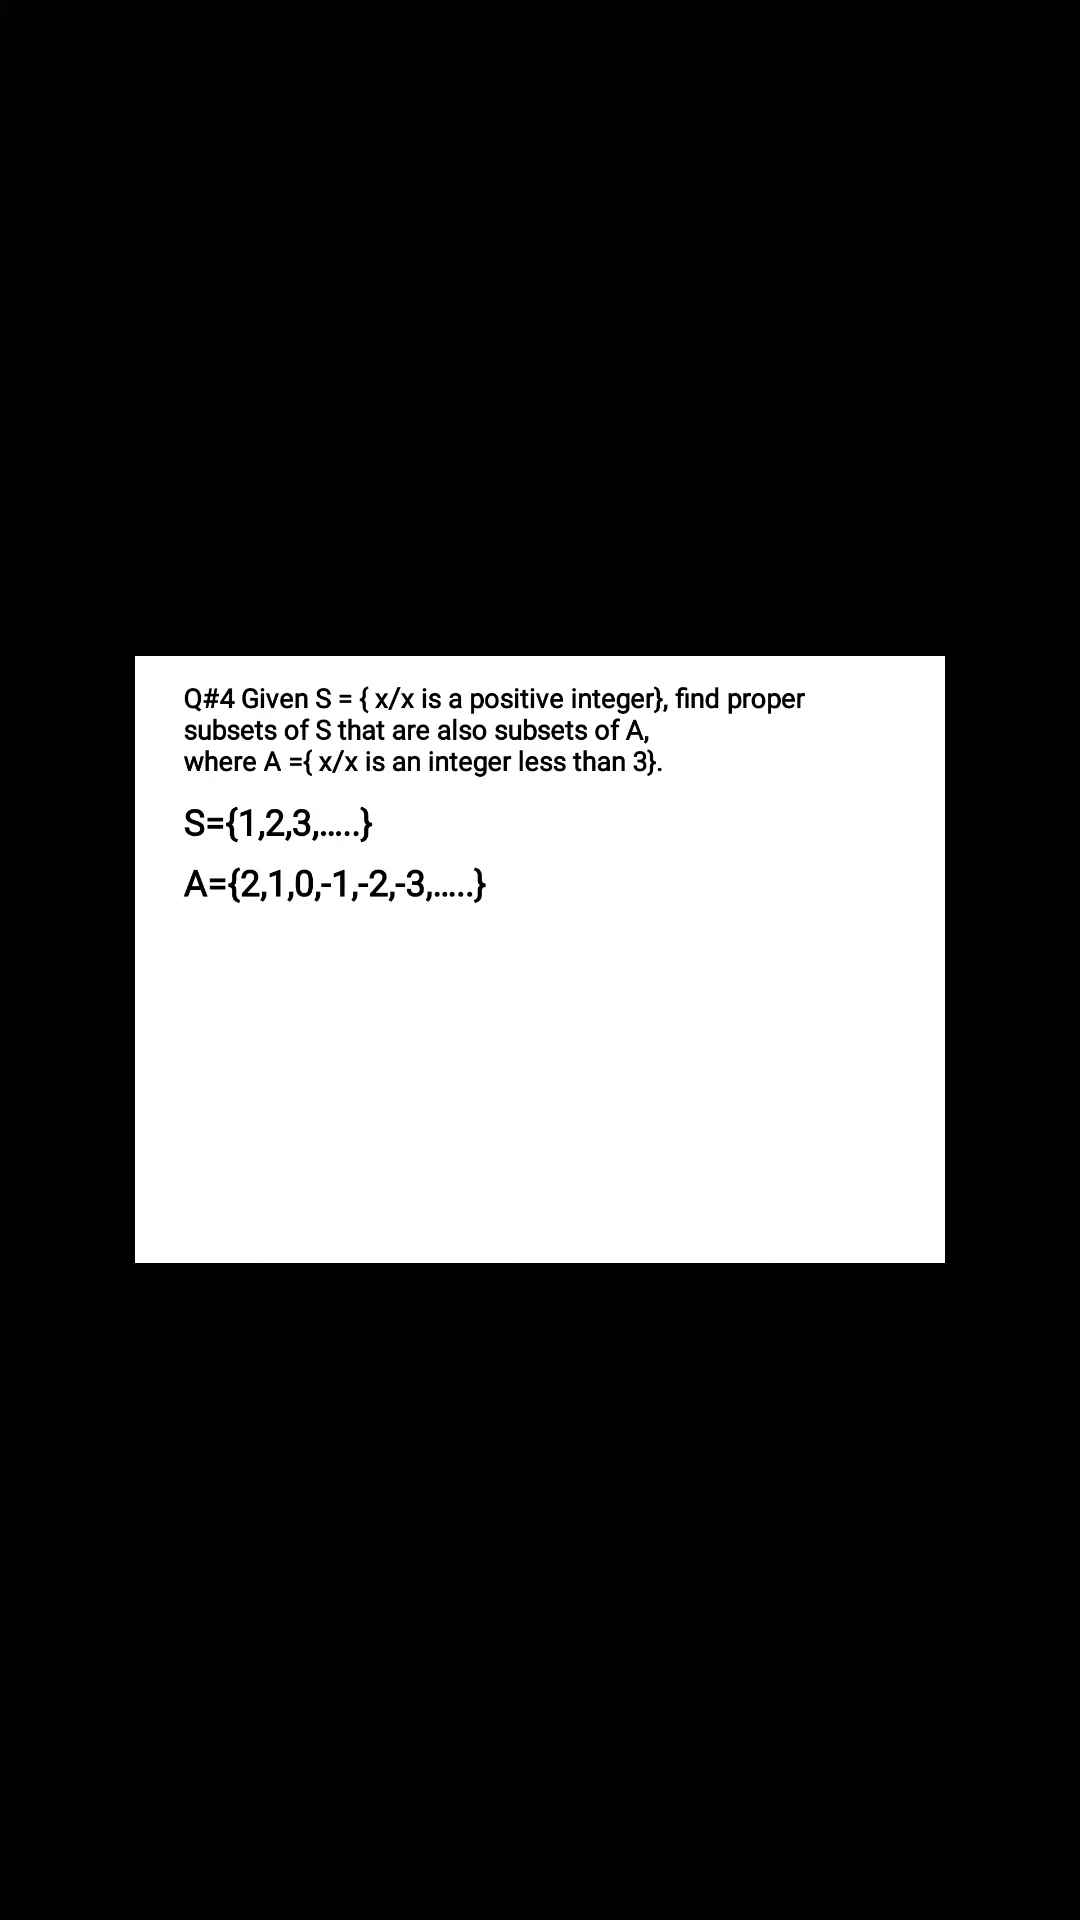 Q#4 Given S = { x/x is a positive integer}, find proper
subsets of S that are also subsets of A,
where A ={ x/x is an integer less than 3}.
S={1,2,3,.....}
A={2,1,0,-1,-2,-3,.....}